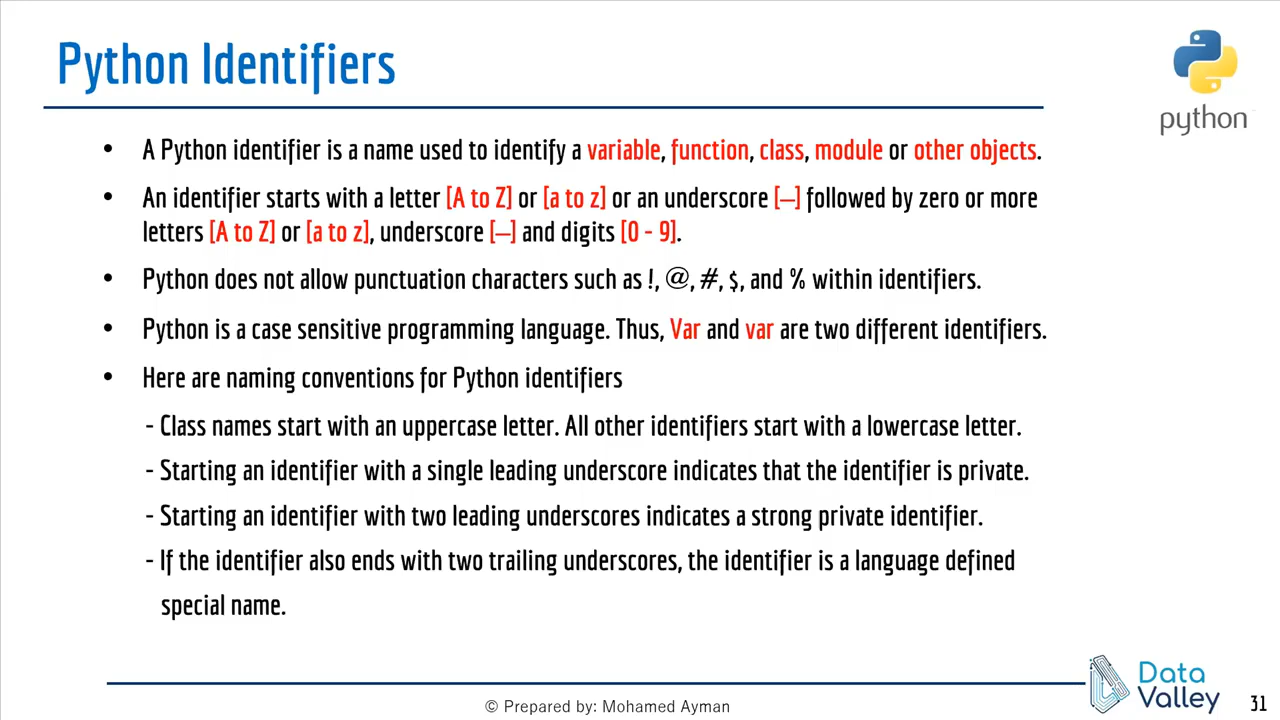 Python Identifiers
python
• A Python identifier is a name used to identify a variable, function, class, module or other objects.
• An identifier starts with a letter [A to Z] or [a to z] or an underscore [–] followed by zero or more
letters [A to Z] or [a to z], underscore [–] and digits [0 - 9].
• Python does not allow punctuation characters such as !, @, #, $, and % within identifiers.
• Python is a case sensitive programming language. Thus, Var and var are two different identifiers.
• Here are naming conventions for Python identifiers
- Class names start with an uppercase letter. All other identifiers start with a lowercase letter.
- Starting an identifier with a single leading underscore indicates that the identifier is private.
- Starting an identifier with two leading underscores indicates a strong private identifier.
- If the identifier also ends with two trailing underscores, the identifier is a language defined
special name.
© Prepared by: Mohamed Ayman
Data
Valley
31